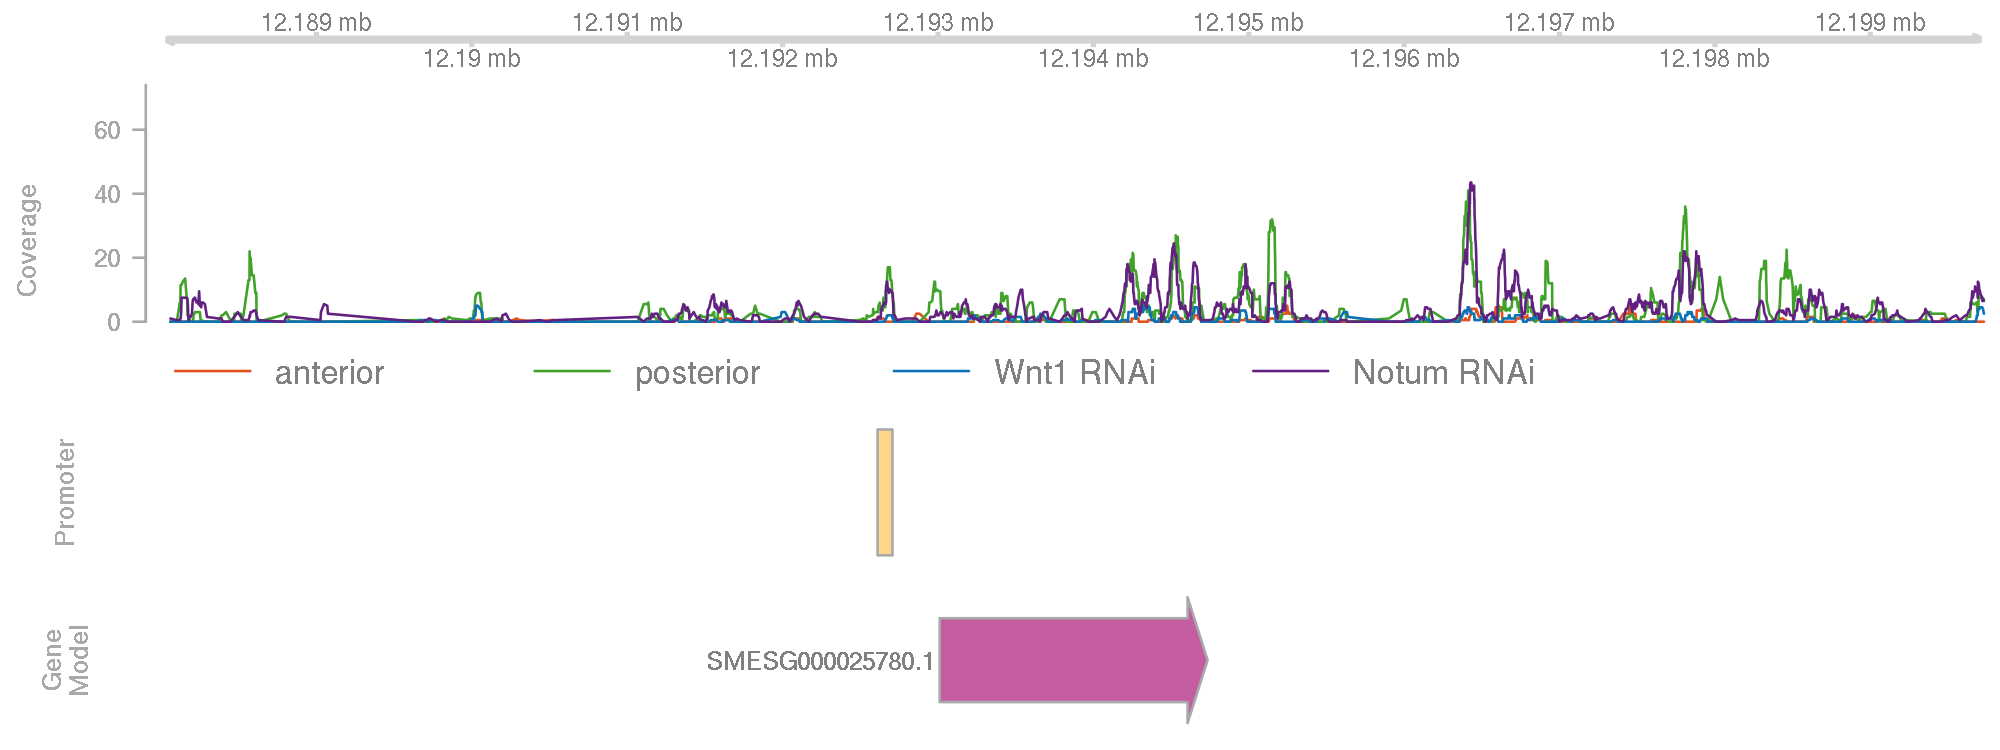 12.189 mb 12.191 mb 12.193 mb 12.195 mb 12.197 mb 12.199 mb
12.19 mb 12.192 mb 12.194 mb 12.196 mb 12.198 mb
Coverage
60
40
20
0
anterior posterior Wnt1 RNAi Notum RNAi
Promoter
Gene
Model
SMESG000025780.1